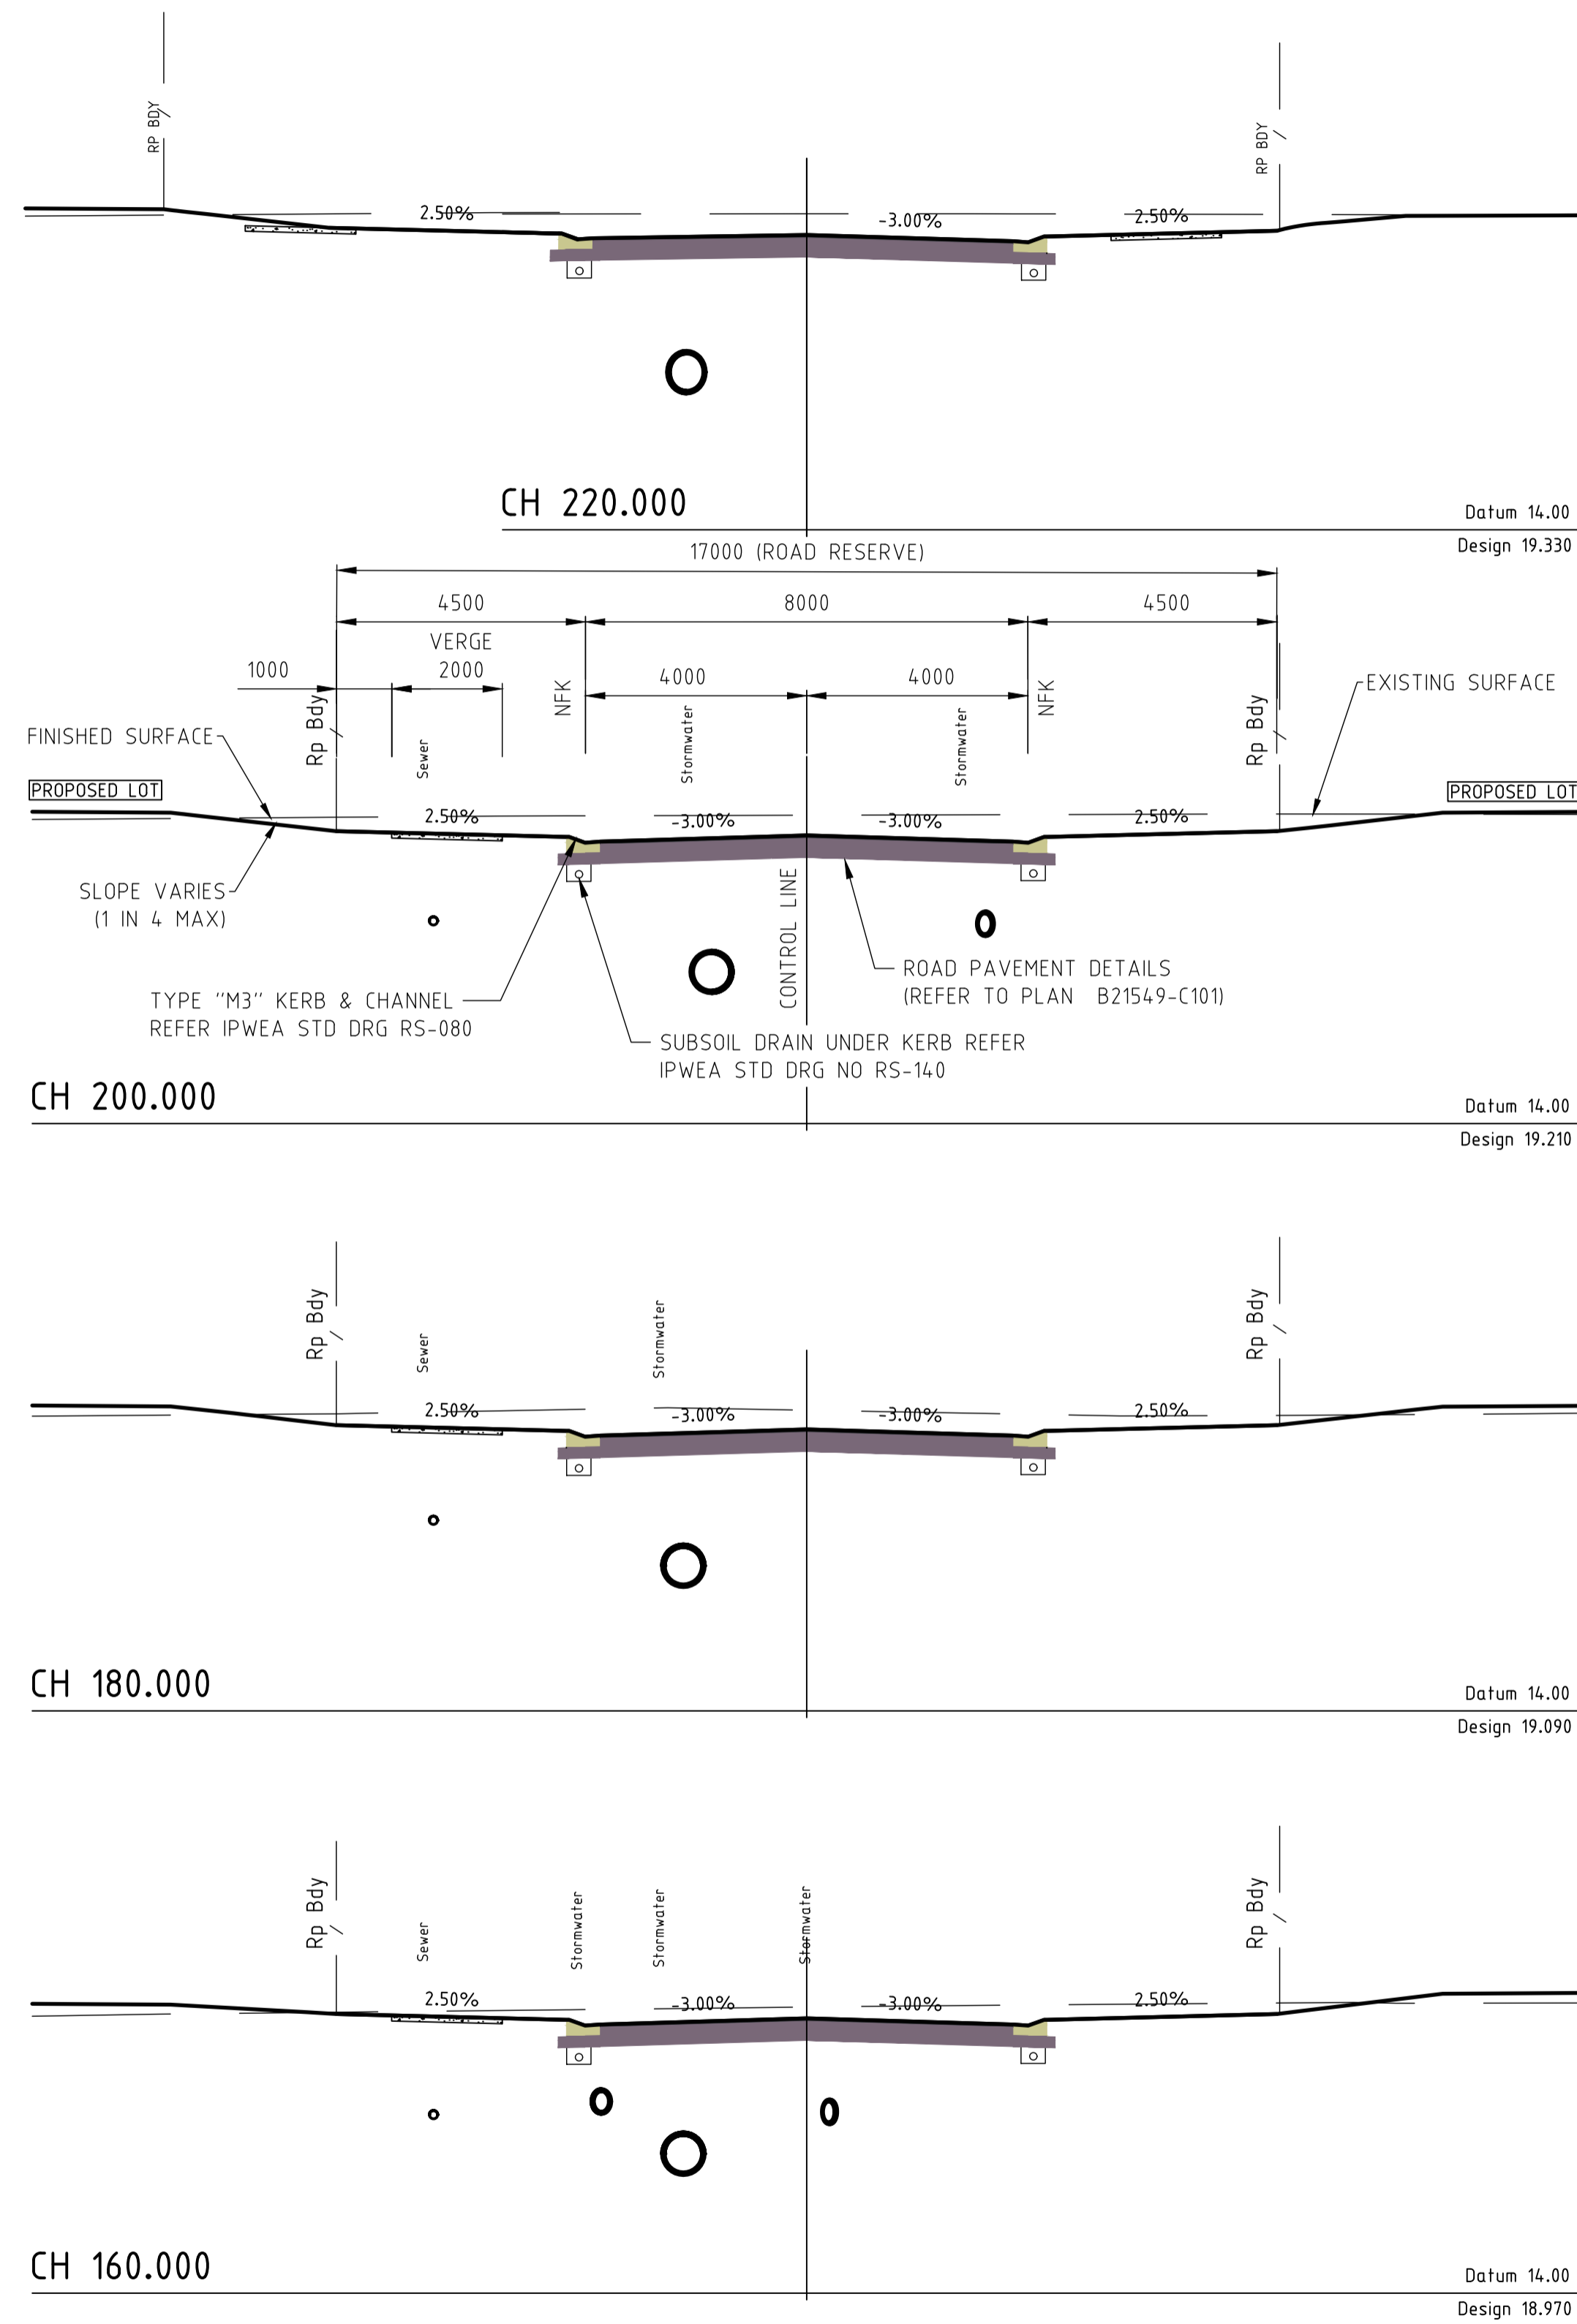 RP BDY
RP BDY
2.50%
-3.00%
2.50%
CH 220.000
Datum 14.00
Design 19.330
17000 (ROAD RESERVE)
4500
8000
4500
VERGE
1000
2000
4000
4000
NFK
NFK
Rp Bdy
Rp Bdy
Sewer
Stormwater
Stormwater
EXISTING SURFACE
FINISHED SURFACE
PROPOSED LOT
PROPOSED LOT
2.50%
-3.00%
-3.00%
2.50%
SLOPE VARIES
(1 IN 4 MAX)
CONTROL LINE
ROAD PAVEMENT DETAILS
(REFER TO PLAN B21549-C101)
TYPE "M3" KERB & CHANNEL
REFER IPWEA STD DRG RS-080
SUBSOIL DRAIN UNDER KERB REFER
IPWEA STD DRG NO RS-140
CH 200.000
Datum 14.00
Design 19.210
Rp Bdy
Sewer
Stormwater
Rp Bdy
2.50%
-3.00%
-3.00%
2.50%
CH 180.000
Datum 14.00
Design 19.090
Rp Bdy
Sewer
Stormwater
Stormwater
Stormwater
Rp Bdy
2.50%
-3.00%
-3.00%
2.50%
CH 160.000
Datum 14.00
Design 18.970